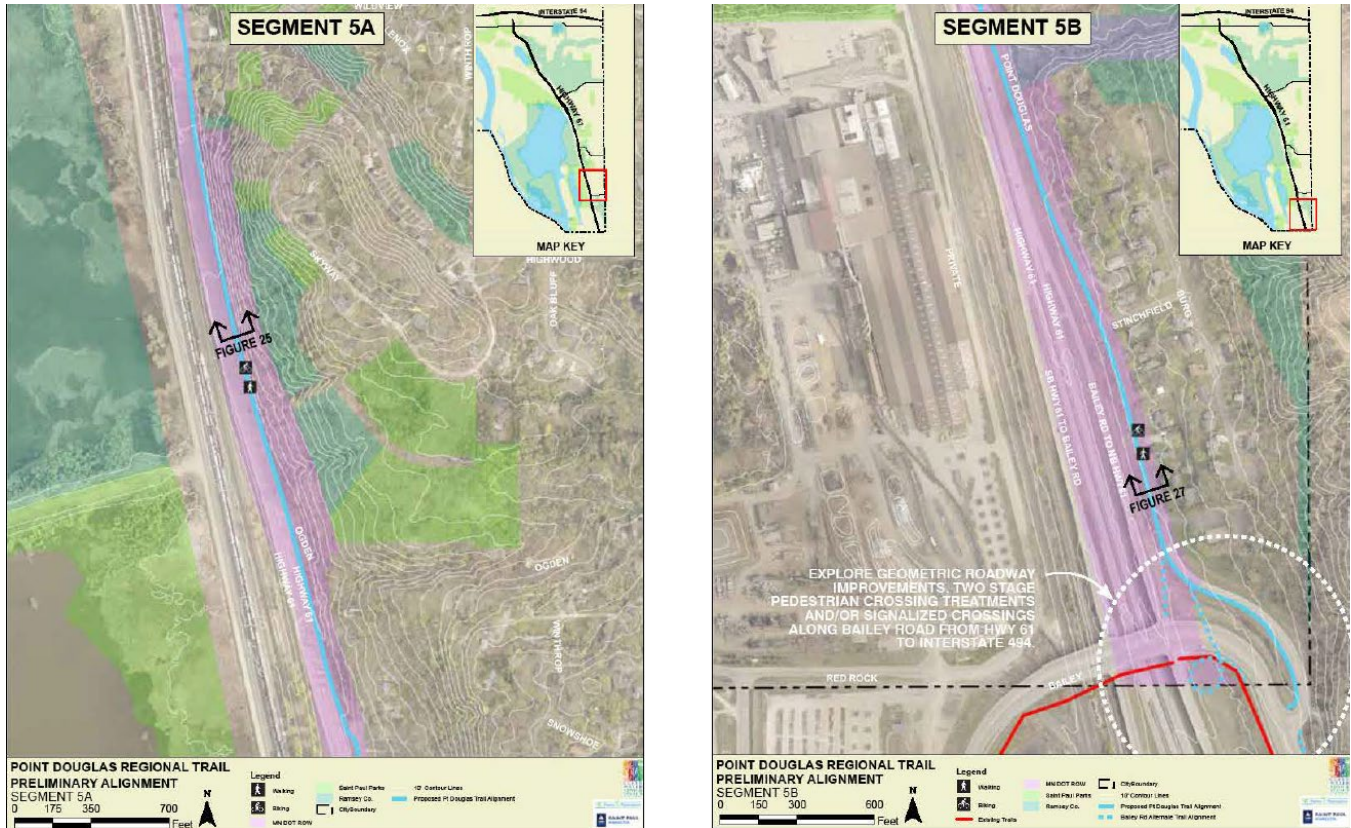 SEGMENT 5A
INTERSTATE 94
HIGHWAY 61
MAP KEY
WILDVIEW
LENOX
WINTHROP
HIGHWOOD
OAK BLUFF
SKYWAY
FIGURE 25
OGDEN
HIGHWAY 61
HIGHWAY 61
OGDEN
WINTHROP
SNOWSHOE
POINT DOUGLAS REGIONAL TRAIL
PRELIMINARY ALIGNMENT
SEGMENT 5A
0 175 350 700
Feet
N
Legend
Walking
Biking
MNDOT ROW
Saint Paul Parks
Ramsey Co.
City Boundary
10' Contour Lines
Proposed Pt Douglas Trail Alignment
SEGMENT 5B
INTERSTATE 94
HIGHWAY 61
MAP KEY
POINT DOUGLAS
PRIVATE
HIGHWAY 61
HIGHWAY 61
STINCHFIELD
BURG
SB HWY 61 TO BAILEY RD
BAILEY RD TO NB HWY 61
FIGURE 27
EXPLORE GEOMETRIC ROADWAY
IMPROVEMENTS, TWO STAGE
PEDESTRIAN CROSSING TREATMENTS
AND/OR SIGNALIZED CROSSINGS
ALONG BAILEY ROAD FROM HWY 61
TO INTERSTATE 494.
RED ROCK
BAILEY
POINT DOUGLAS REGIONAL TRAIL
PRELIMINARY ALIGNMENT
SEGMENT 5B
0 150 300 600
Feet
N
Legend
Walking
Biking
Existing Trails
MNDOT ROW
Saint Paul Parks
Ramsey Co.
City Boundary
10' Contour Lines
Proposed Pt Douglas Trail Alignment
Bailey Rd Alternate Trail Alignment